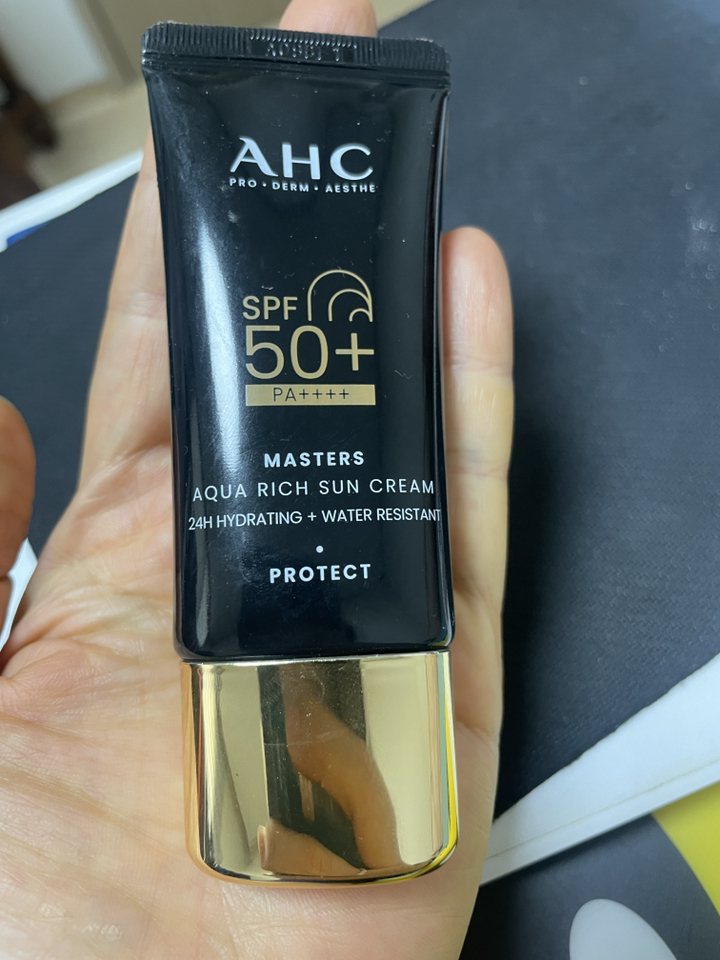 AHC
PRO • DERM • AESTHE
SPF
50+
PA++++
MASTERS
AQUA RICH SUN CREAM
24H HYDRATING + WATER RESISTANT
•
PROTECT